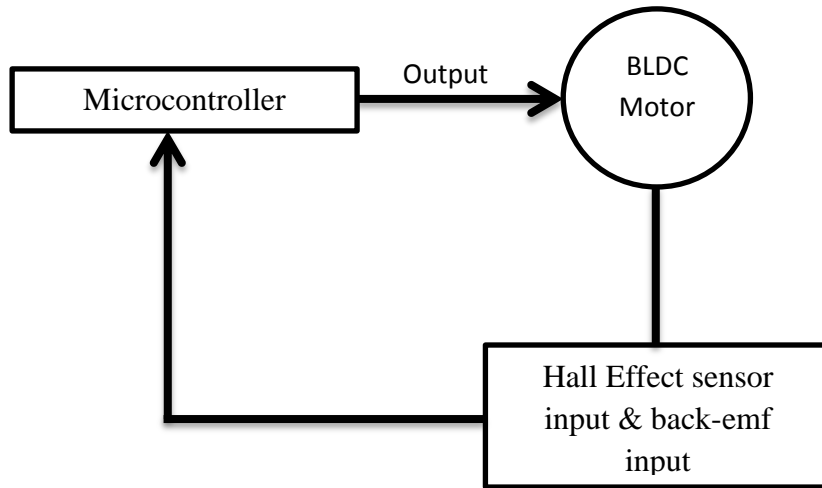 Microcontroller
Output
BLDC
Motor
Hall Effect sensor
input & back-emf
input